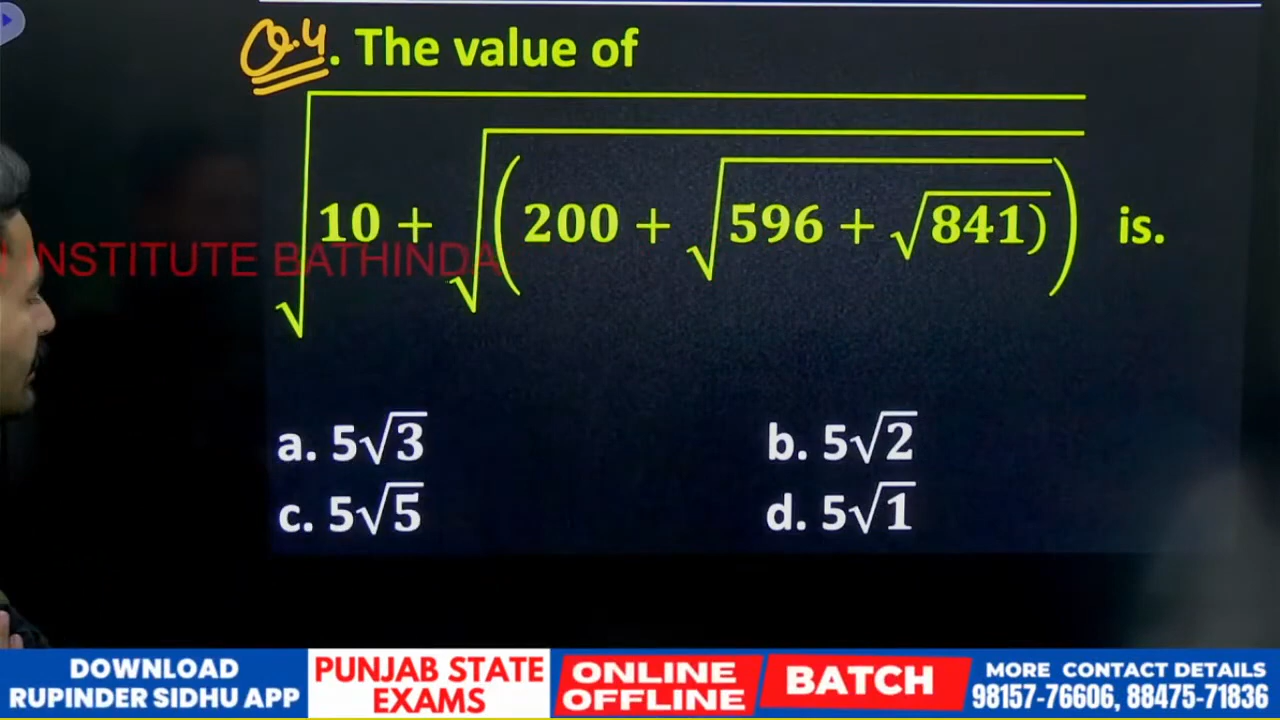 Q.4. The value of
√(10 + √((200 + √(596 + √841)))) is.
INSTITUTE BATHINDA
a. 5√3
b. 5√2
c. 5√5
d. 5√1
DOWNLOAD
RUPINDER SIDHU APP
PUNJAB STATE
EXAMS
ONLINE
OFFLINE
BATCH
MORE CONTACT DETAILS
98157-76606, 88475-71836